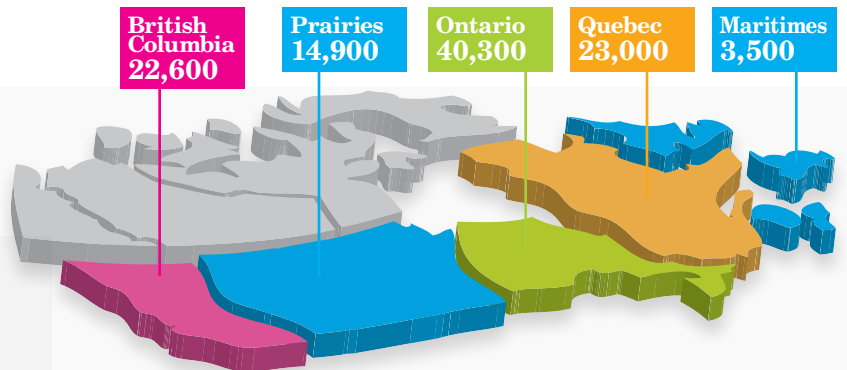 British
Columbia
22,600
Prairies
14,900
Ontario
40,300
Quebec
23,000
Maritimes
3,500